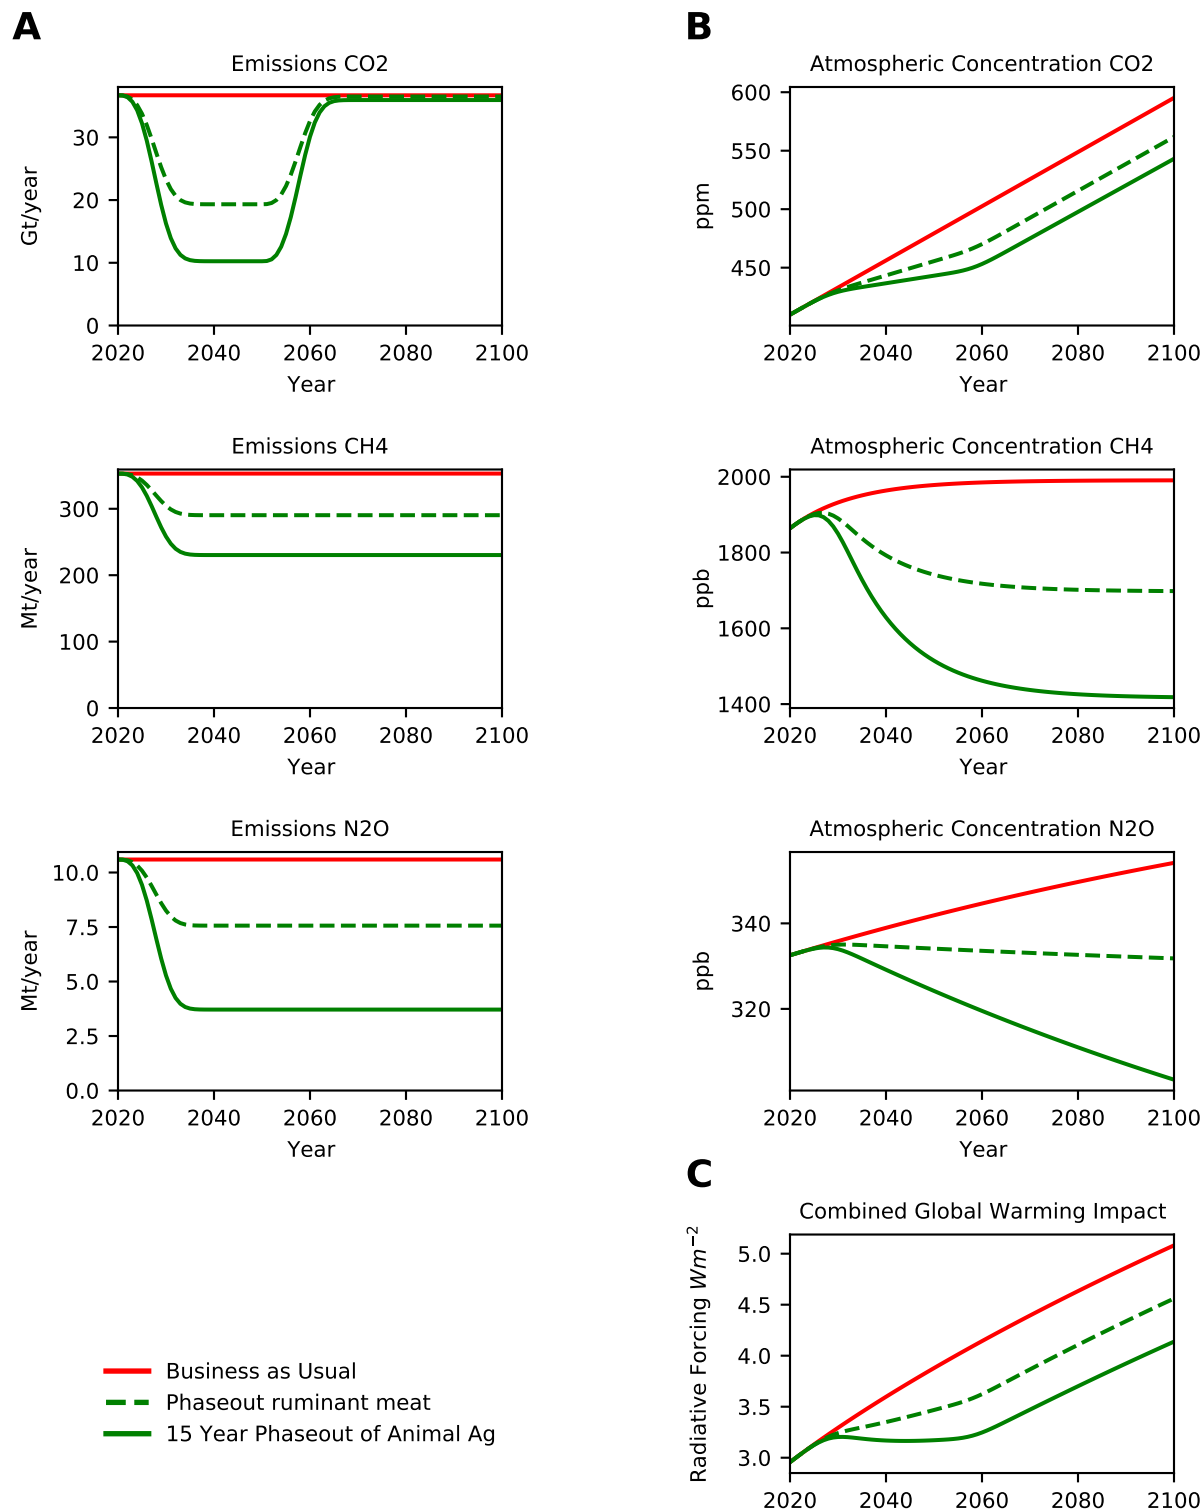 A
Emissions CO2
30
20
10
0
Gt/year
2020 2040 2060 2080 2100
Year
Emissions CH4
300
200
100
0
Mt/year
2020 2040 2060 2080 2100
Year
Emissions N2O
10.0
7.5
5.0
2.5
0.0
Mt/year
2020 2040 2060 2080 2100
Year
B
Atmospheric Concentration CO2
600
550
500
450
ppm
2020 2040 2060 2080 2100
Year
Atmospheric Concentration CH4
2000
1800
1600
1400
ppb
2020 2040 2060 2080 2100
Year
Atmospheric Concentration N2O
340
320
ppb
2020 2040 2060 2080 2100
Year
C
Combined Global Warming Impact
5.0
4.5
4.0
3.5
3.0
Radiative Forcing Wm⁻²
2020 2040 2060 2080 2100
Business as Usual
Phaseout ruminant meat
15 Year Phaseout of Animal Ag